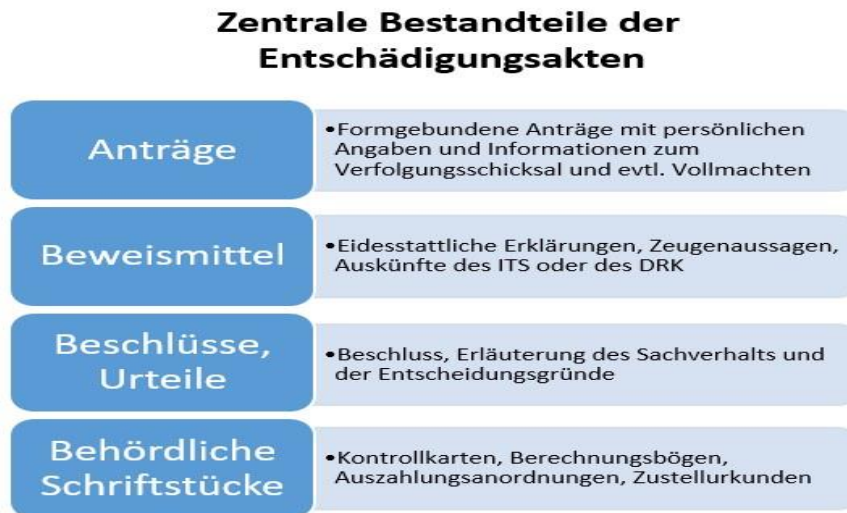 Zentrale Bestandteile der
Entschädigungsakten
Anträge
•Formgebundene Anträge mit persönlichen
Angaben und Informationen zum
Verfolgungsschicksal und evtl. Vollmachten
Beweismittel
•Eidesstattliche Erklärungen, Zeugenaussagen,
Auskünfte des ITS oder des DRK
Beschlüsse,
Urteile
•Beschluss, Erläuterung des Sachverhalts und
der Entscheidungsgründe
Behördliche
Schriftstücke
•Kontrollkarten, Berechnungsbögen,
Auszahlungsanordnungen, Zustellurkunden